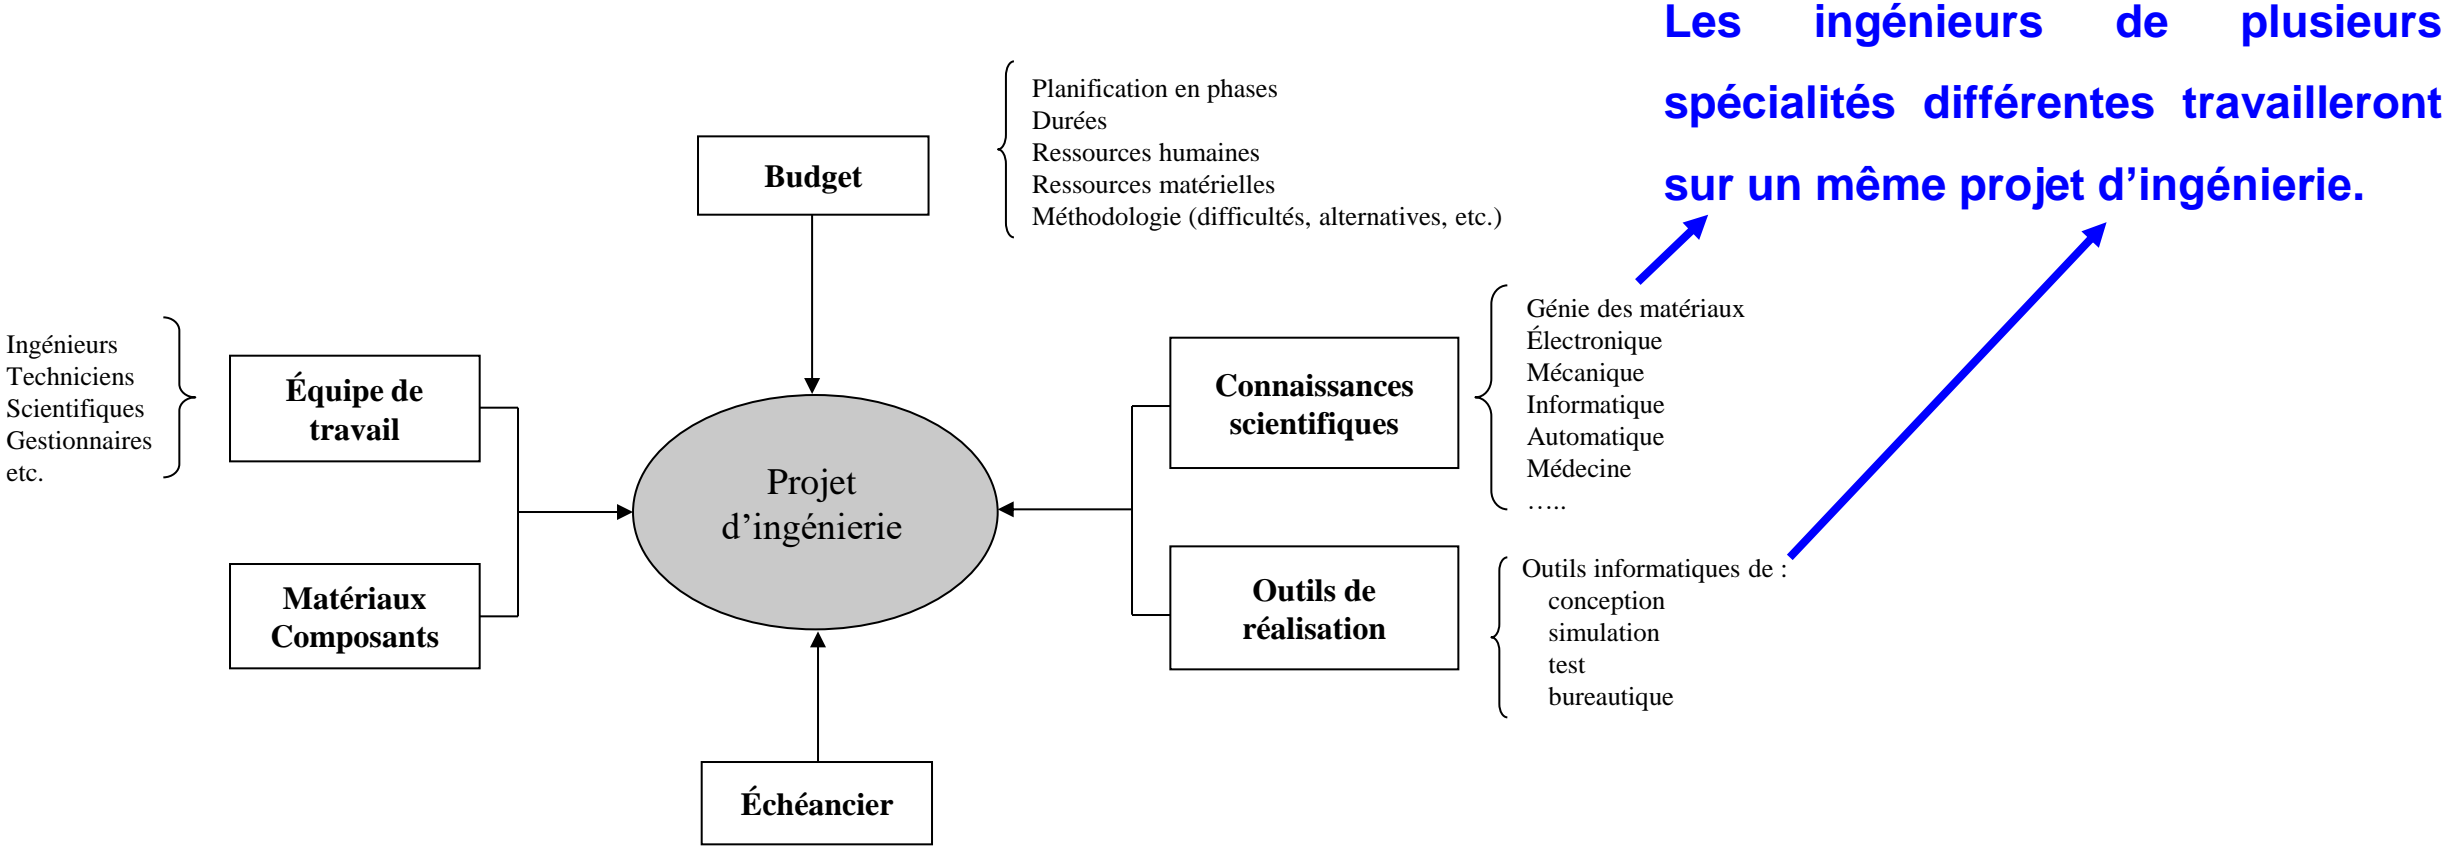 Les ingénieurs de plusieurs
spécialités différentes travailleront
sur un même projet d’ingénierie.
Planification en phases
Durées
Ressources humaines
Ressources matérielles
Méthodologie (difficultés, alternatives, etc.)
Budget
Ingénieurs
Techniciens
Scientifiques
Gestionnaires
etc.
Équipe de
travail
Matériaux
Composants
Projet
d’ingénierie
Connaissances
scientifiques
Génie des matériaux
Électronique
Mécanique
Informatique
Automatique
Médecine
…..
Outils de
réalisation
Outils informatiques de :
conception
simulation
test
bureautique
Échéancier